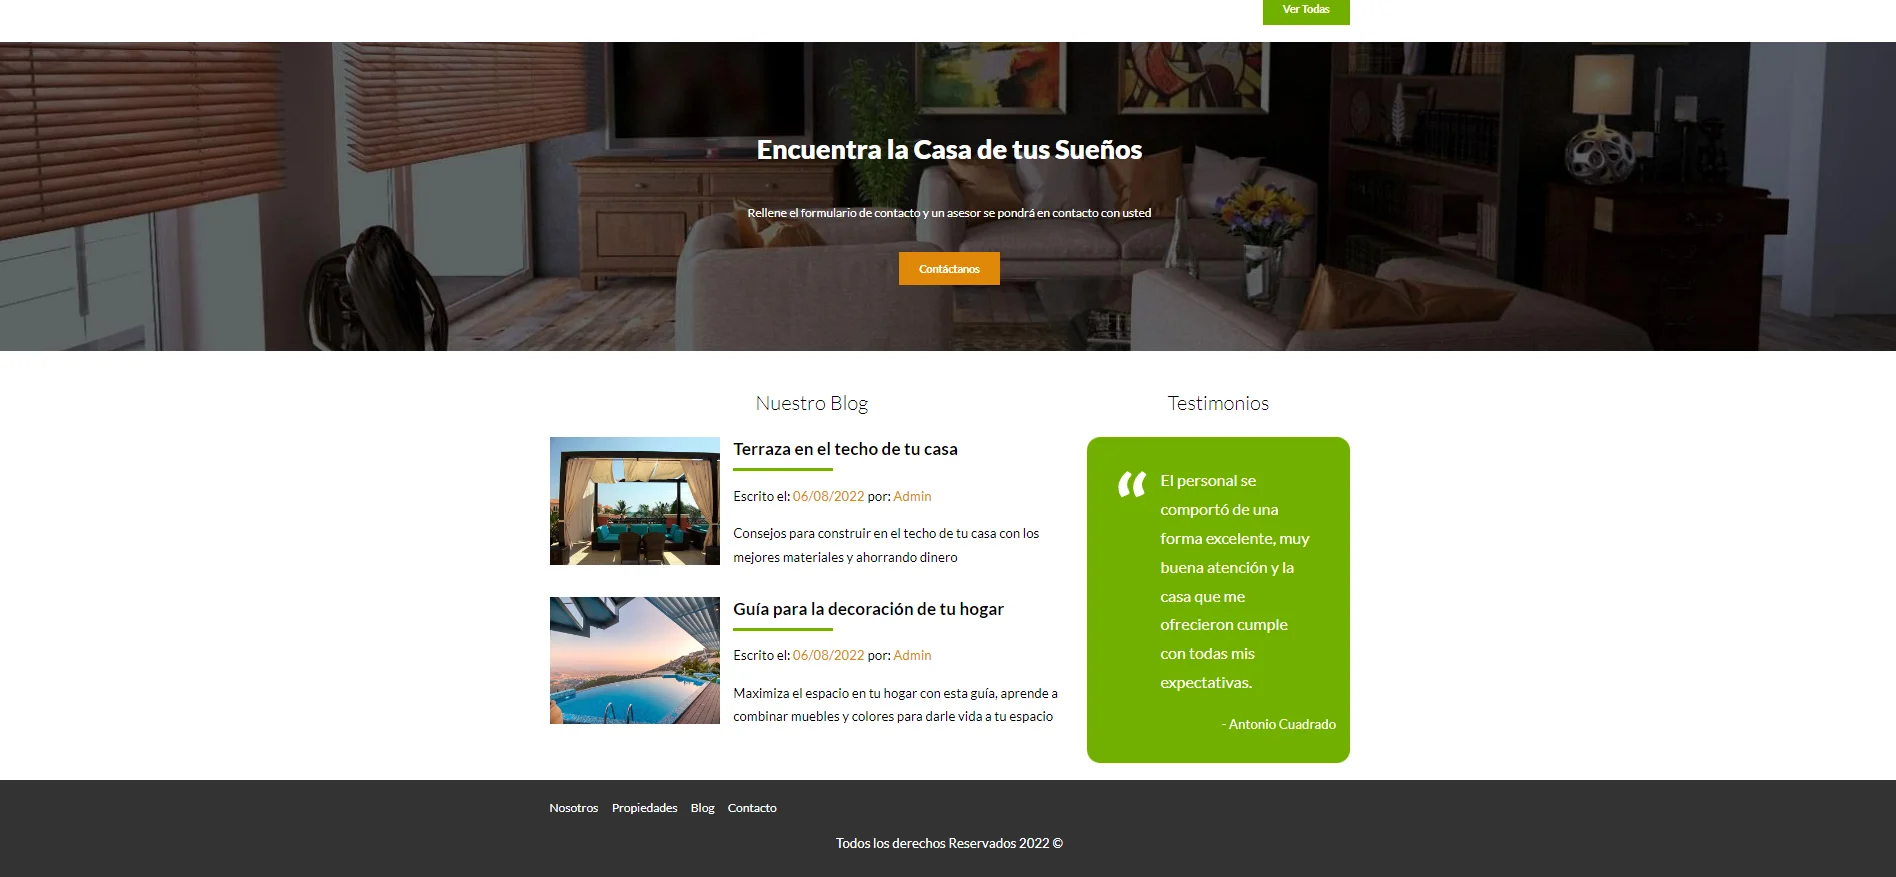 Ver Todas
Encuentra la Casa de tus Sueños
Rellene el formulario de contacto y un asesor se pondrá en contacto con usted
Contáctanos
Nuestro Blog
Terraza en el techo de tu casa
Escrito el: 06/08/2022 por: Admin
Consejos para construir en el techo de tu casa con los
mejores materiales y ahorrando dinero
Guía para la decoración de tu hogar
Escrito el: 06/08/2022 por: Admin
Maximiza el espacio en tu hogar con esta guía, aprende a
combinar muebles y colores para darle vida a tu espacio
Testimonios
“ El personal se
comportó de una
forma excelente, muy
buena atención y la
casa que me
ofrecieron cumple
con todas mis
expectativas.
- Antonio Cuadrado
Nosotros Propiedades Blog Contacto
Todos los derechos Reservados 2022 ©